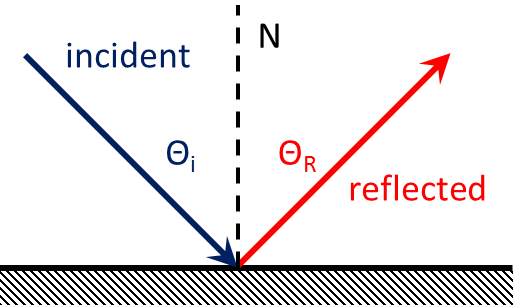 N
incident
Θi
ΘR
reflected